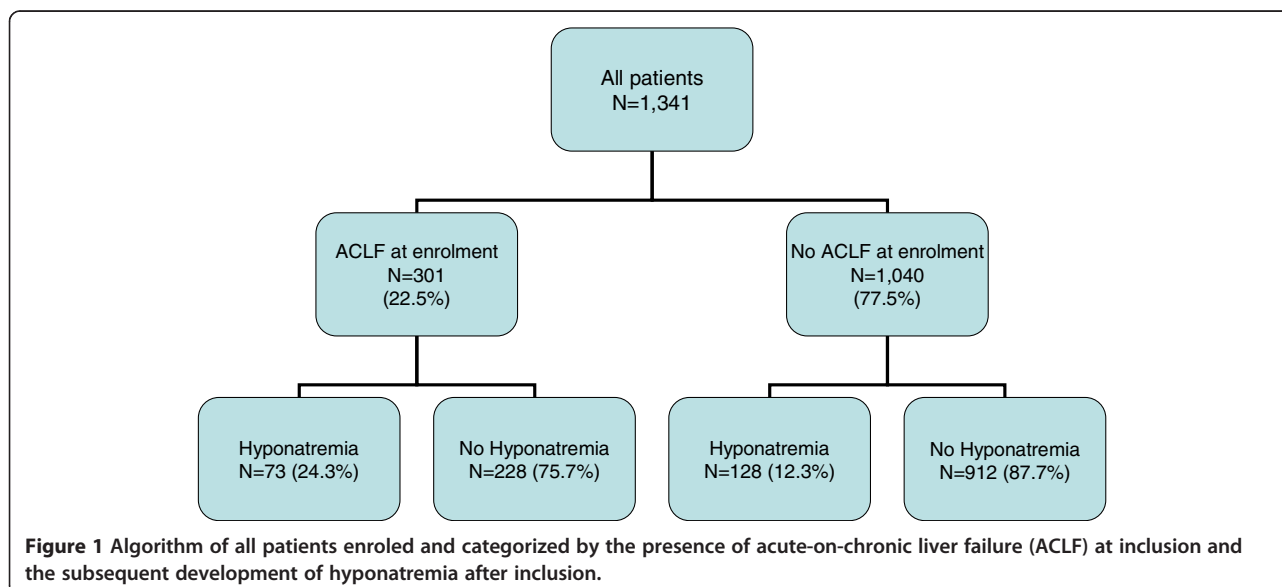 All patients
N=1,341
ACLF at enrolment
N=301
(22.5%)
No ACLF at enrolment
N=1,040
(77.5%)
Hyponatremia
N=73 (24.3%)
No Hyponatremia
N=228 (75.7%)
Hyponatremia
N=128 (12.3%)
No Hyponatremia
N=912 (87.7%)
Figure 1 Algorithm of all patients enroled and categorized by the presence of acute-on-chronic liver failure (ACLF) at inclusion and
the subsequent development of hyponatremia after inclusion.